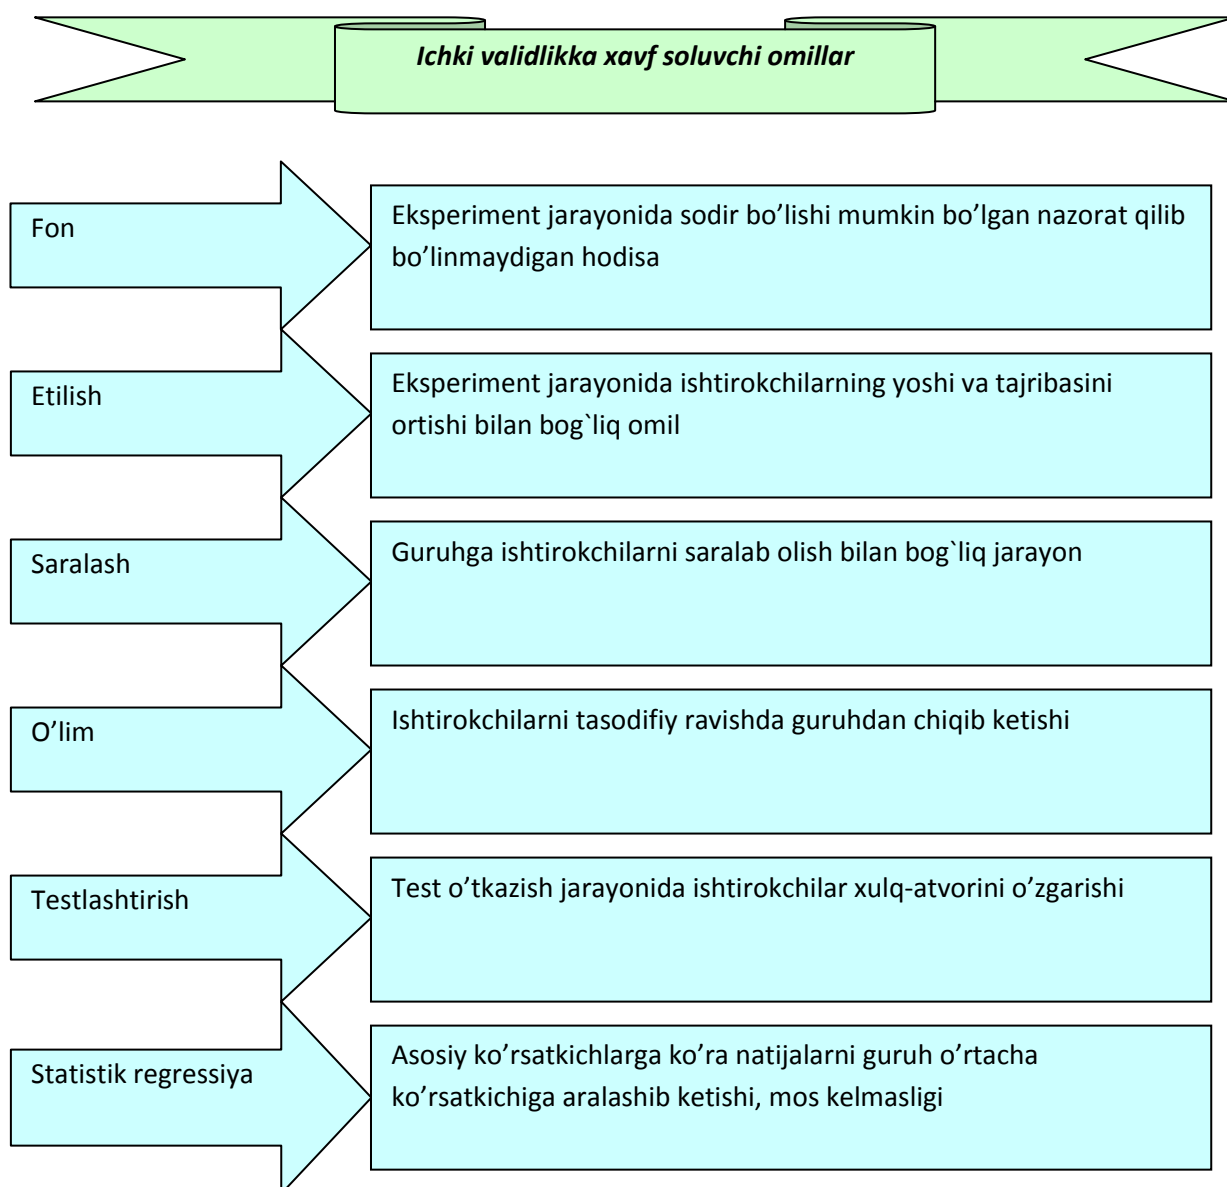 Ichki validlikka xavf soluvchi omillar
Fon
Eksperiment jarayonida sodir bo’lishi mumkin bo’lgan nazorat qilib
bo’linmaydigan hodisa
Etilish
Eksperiment jarayonida ishtirokchilarning yoshi va tajribasini
ortishi bilan bog`liq omil
Saralash
Guruhga ishtirokchilarni saralab olish bilan bog`liq jarayon
O’lim
Ishtirokchilarni tasodifiy ravishda guruhdan chiqib ketishi
Testlashtirish
Test o’tkazish jarayonida ishtirokchilar xulq-atvorini o’zgarishi
Statistik regressiya
Asosiy ko’rsatkichlarga ko’ra natijalarni guruh o’rtacha
ko’rsatkichiga aralashib ketishi, mos kelmasligi